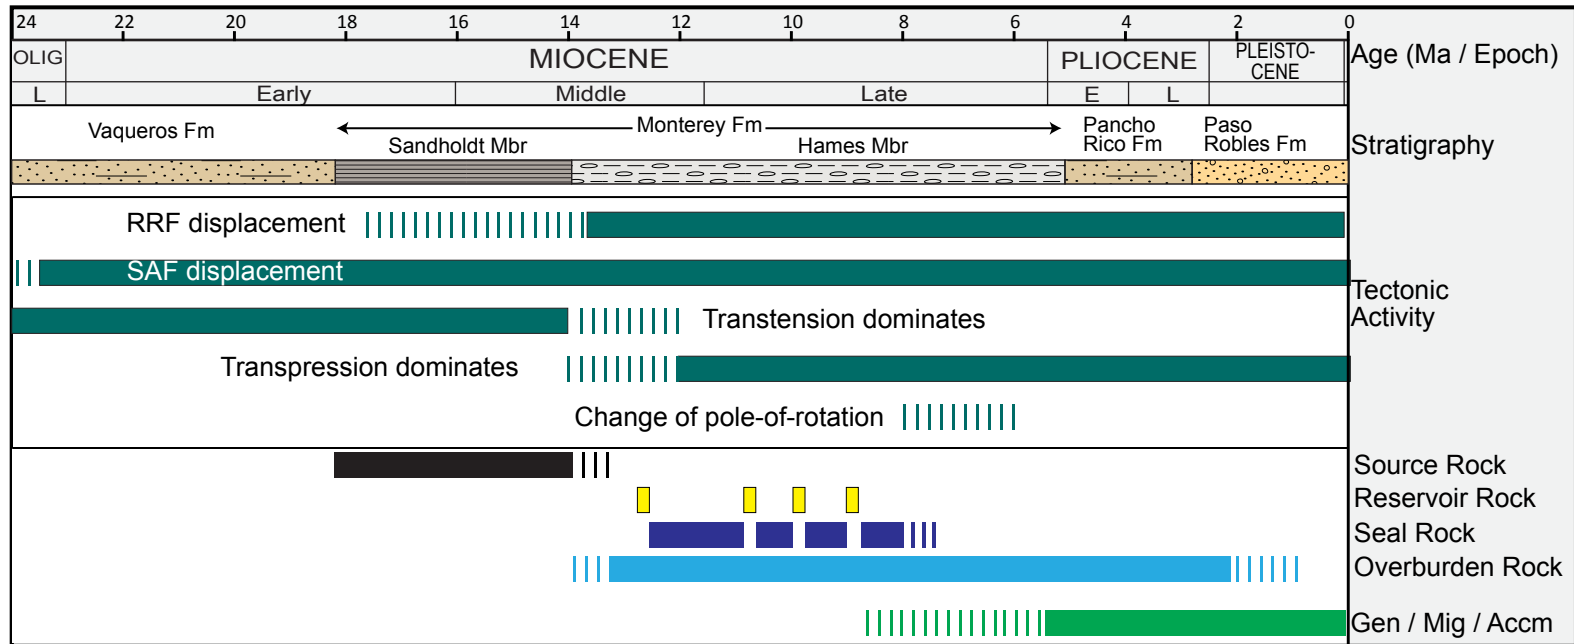 24 22 20 18 16 14 12 10 8 6 4 2 0
OLIG MIOCENE PLIOCENE PLEISTO-
CENE
Age (Ma / Epoch)
L Early Middle Late E L
Vaqueros Fm Monterey Fm Pancho
Rico Fm
Paso
Robles Fm
Sandholdt Mbr Hames Mbr
Stratigraphy
RRF displacement
SAF displacement
Transtension dominates
Transpression dominates
Change of pole-of-rotation
Tectonic
Activity
Source Rock
Reservoir Rock
Seal Rock
Overburden Rock
Gen / Mig / Accm